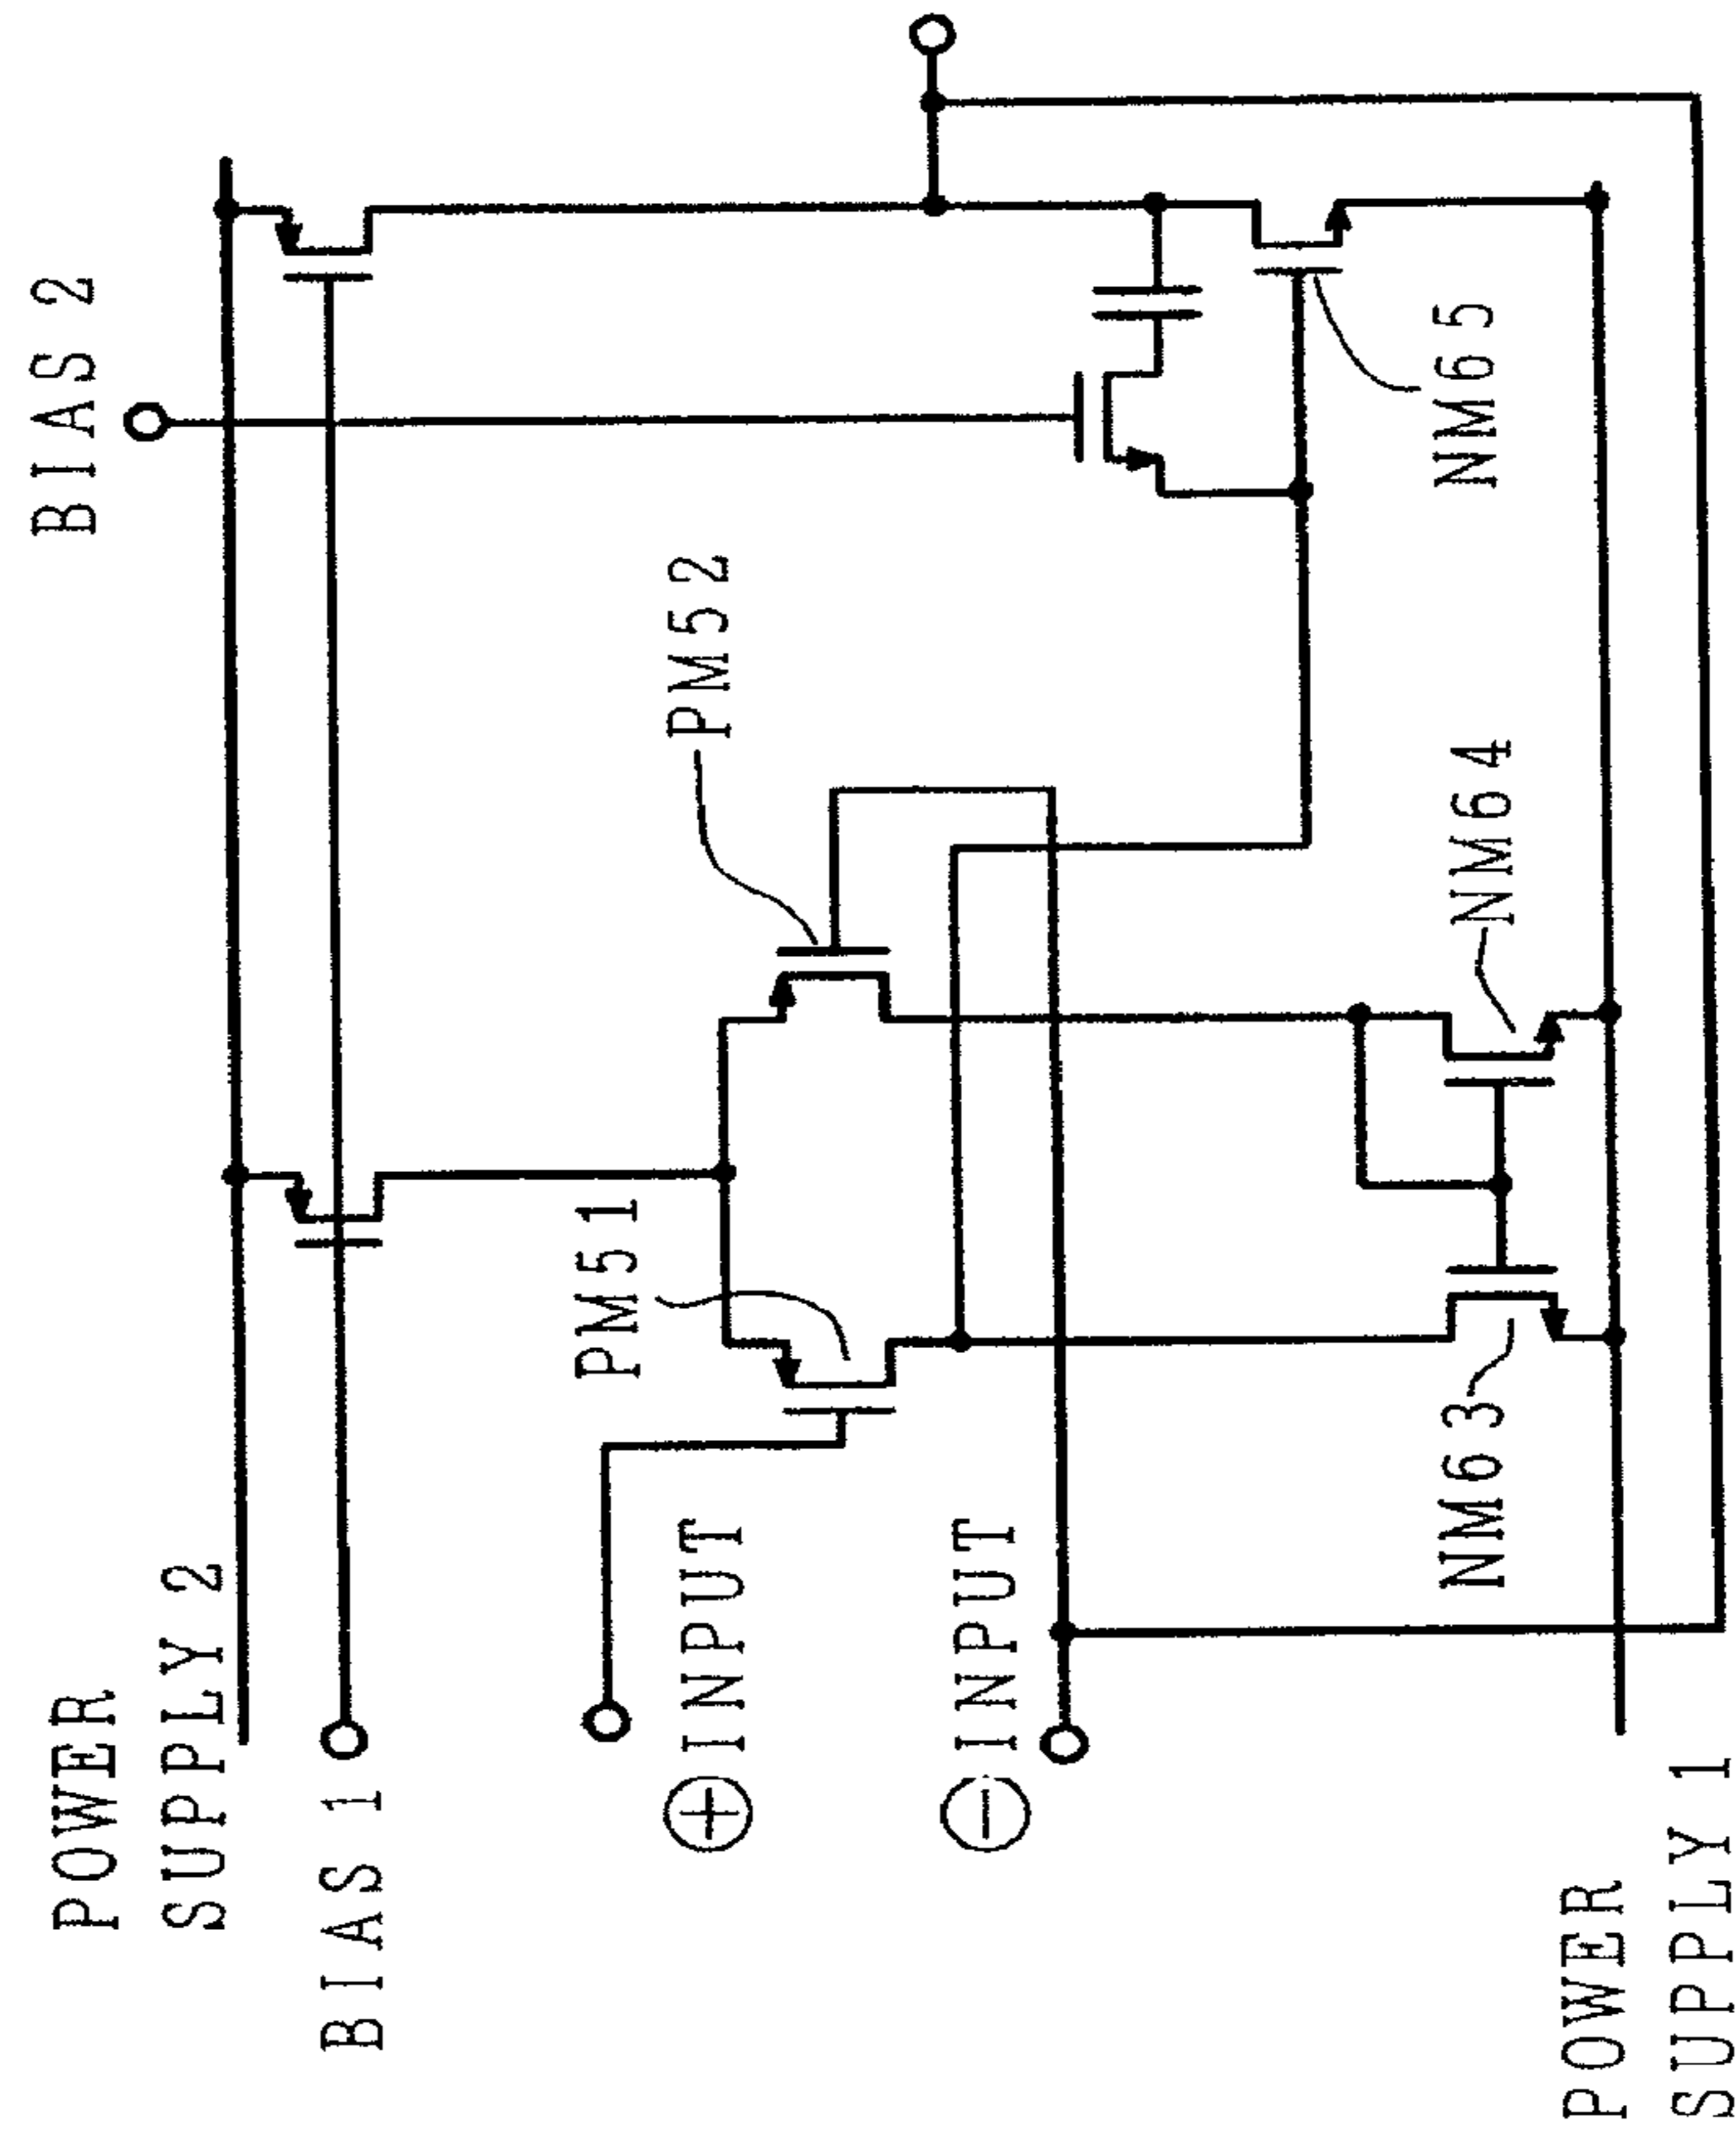 POWER
SUPPLY 2
BIAS 1
BIAS 2
⊕INPUT
⊖INPUT
PM51
PM52
NM63
NM64
NM65
POWER
SUPPLY 1